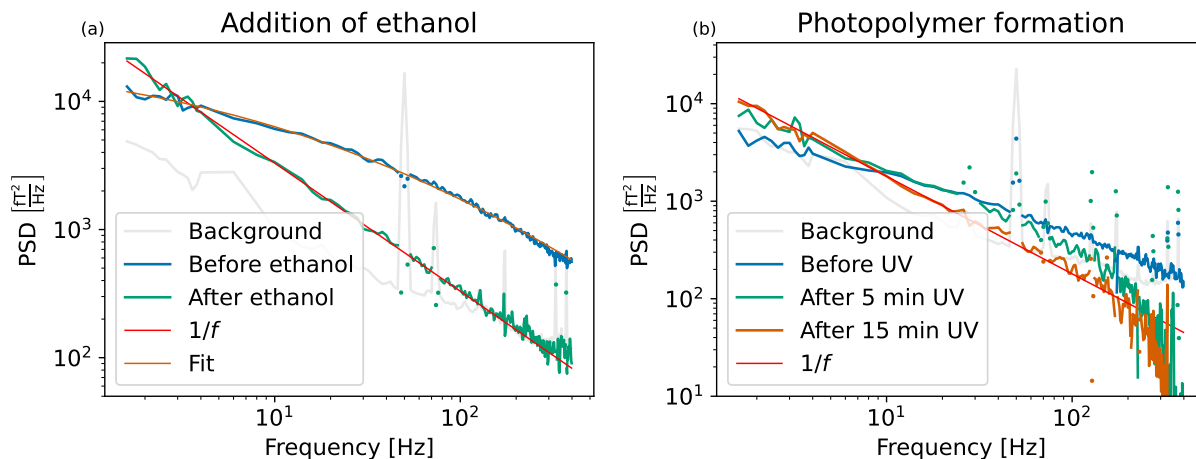 (a)
Addition of ethanol
PSD [fT²/Hz]
10⁴
10³
10²
Background
Before ethanol
After ethanol
1/f
Fit
10¹
10²
Frequency [Hz]
(b)
Photopolymer formation
PSD [fT²/Hz]
10⁴
10³
10²
10¹
Background
Before UV
After 5 min UV
After 15 min UV
1/f
10¹
10²
Frequency [Hz]